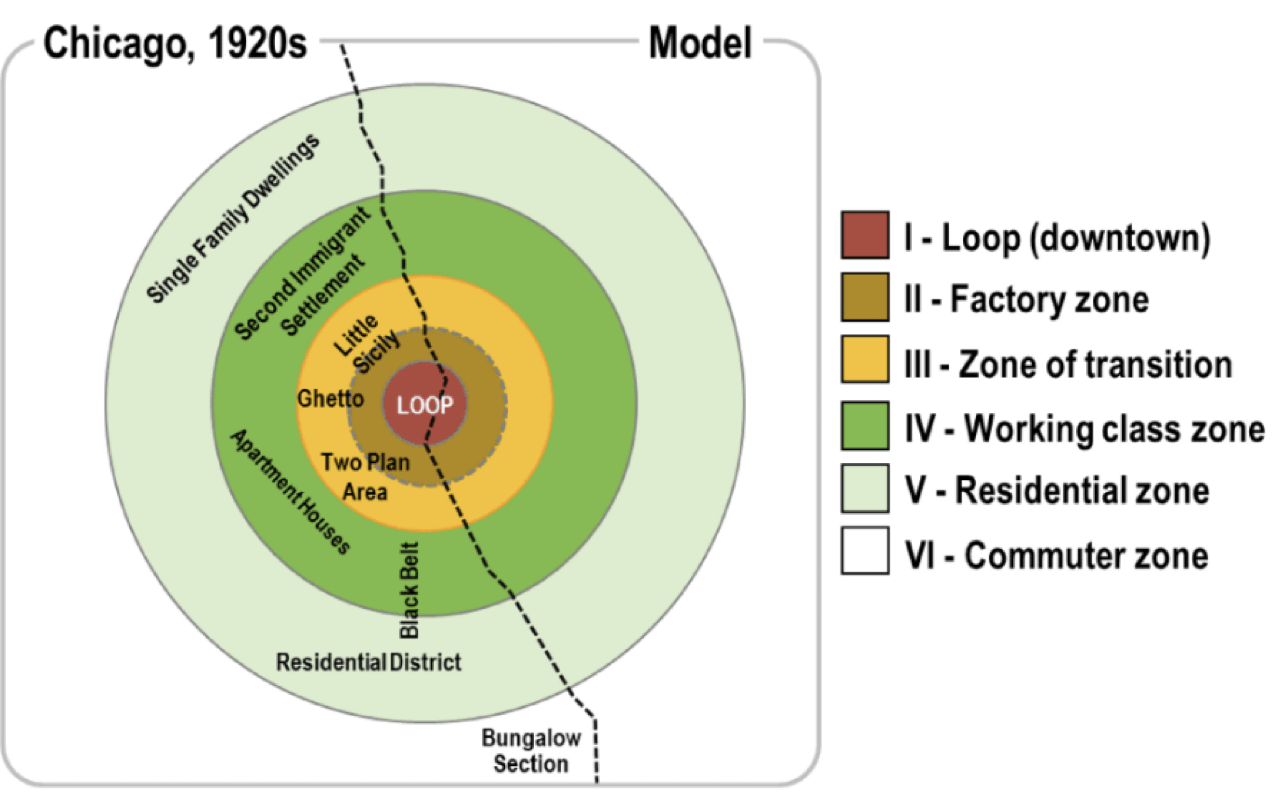 Chicago, 1920s
Model
Single Family Dwellings
Second Immigrant
Settlement
Little
Sicily
Ghetto
LOOP
Two Plan
Area
Apartment Houses
Black Belt
Residential District
Bungalow
Section
I - Loop (downtown)
II - Factory zone
III - Zone of transition
IV - Working class zone
V - Residential zone
VI - Commuter zone